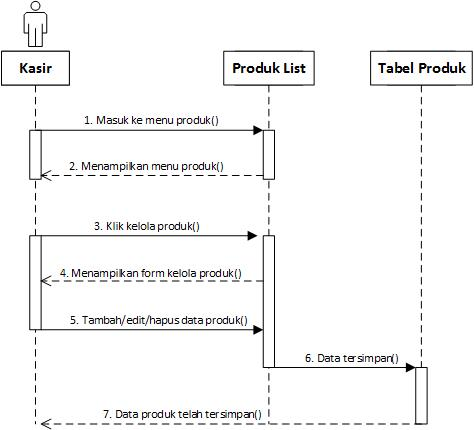 Kasir
Produk List
Tabel Produk
1. Masuk ke menu produk()
2. Menampilkan menu produk()
3. Klik kelola produk()
4. Menampilkan form kelola produk()
5. Tambah/edit/hapus data produk()
6. Data tersimpan()
7. Data produk telah tersimpan()